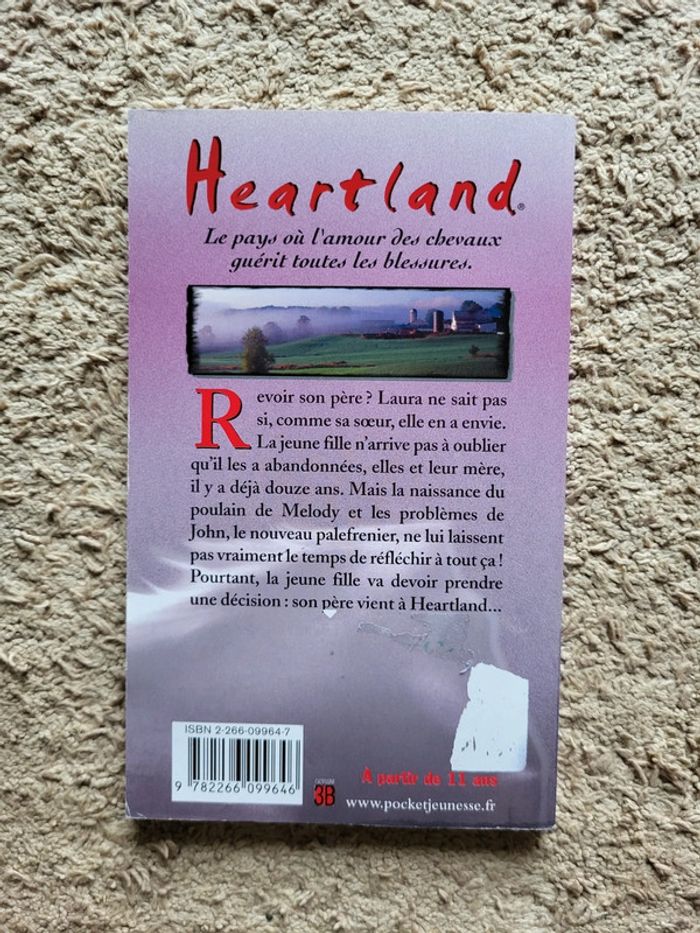 Heartland®
Le pays où l'amour des chevaux
guérit toutes les blessures.
Revoir son père ? Laura ne sait pas
si, comme sa sœur, elle en a envie.
La jeune fille n'arrive pas à oublier
qu'il les a abandonnées, elles et leur mère,
il y a déjà douze ans. Mais la naissance du
poulain de Melody et les problèmes de
John, le nouveau palefrenier, ne lui laissent
pas vraiment le temps de réfléchir à tout ça !
Pourtant, la jeune fille va devoir prendre
une décision : son père vient à Heartland...
ISBN 2-266-09964-7
9 782266 099646
CATÉGORIE
3B
À partir de 11 ans
www.pocketjeunesse.fr